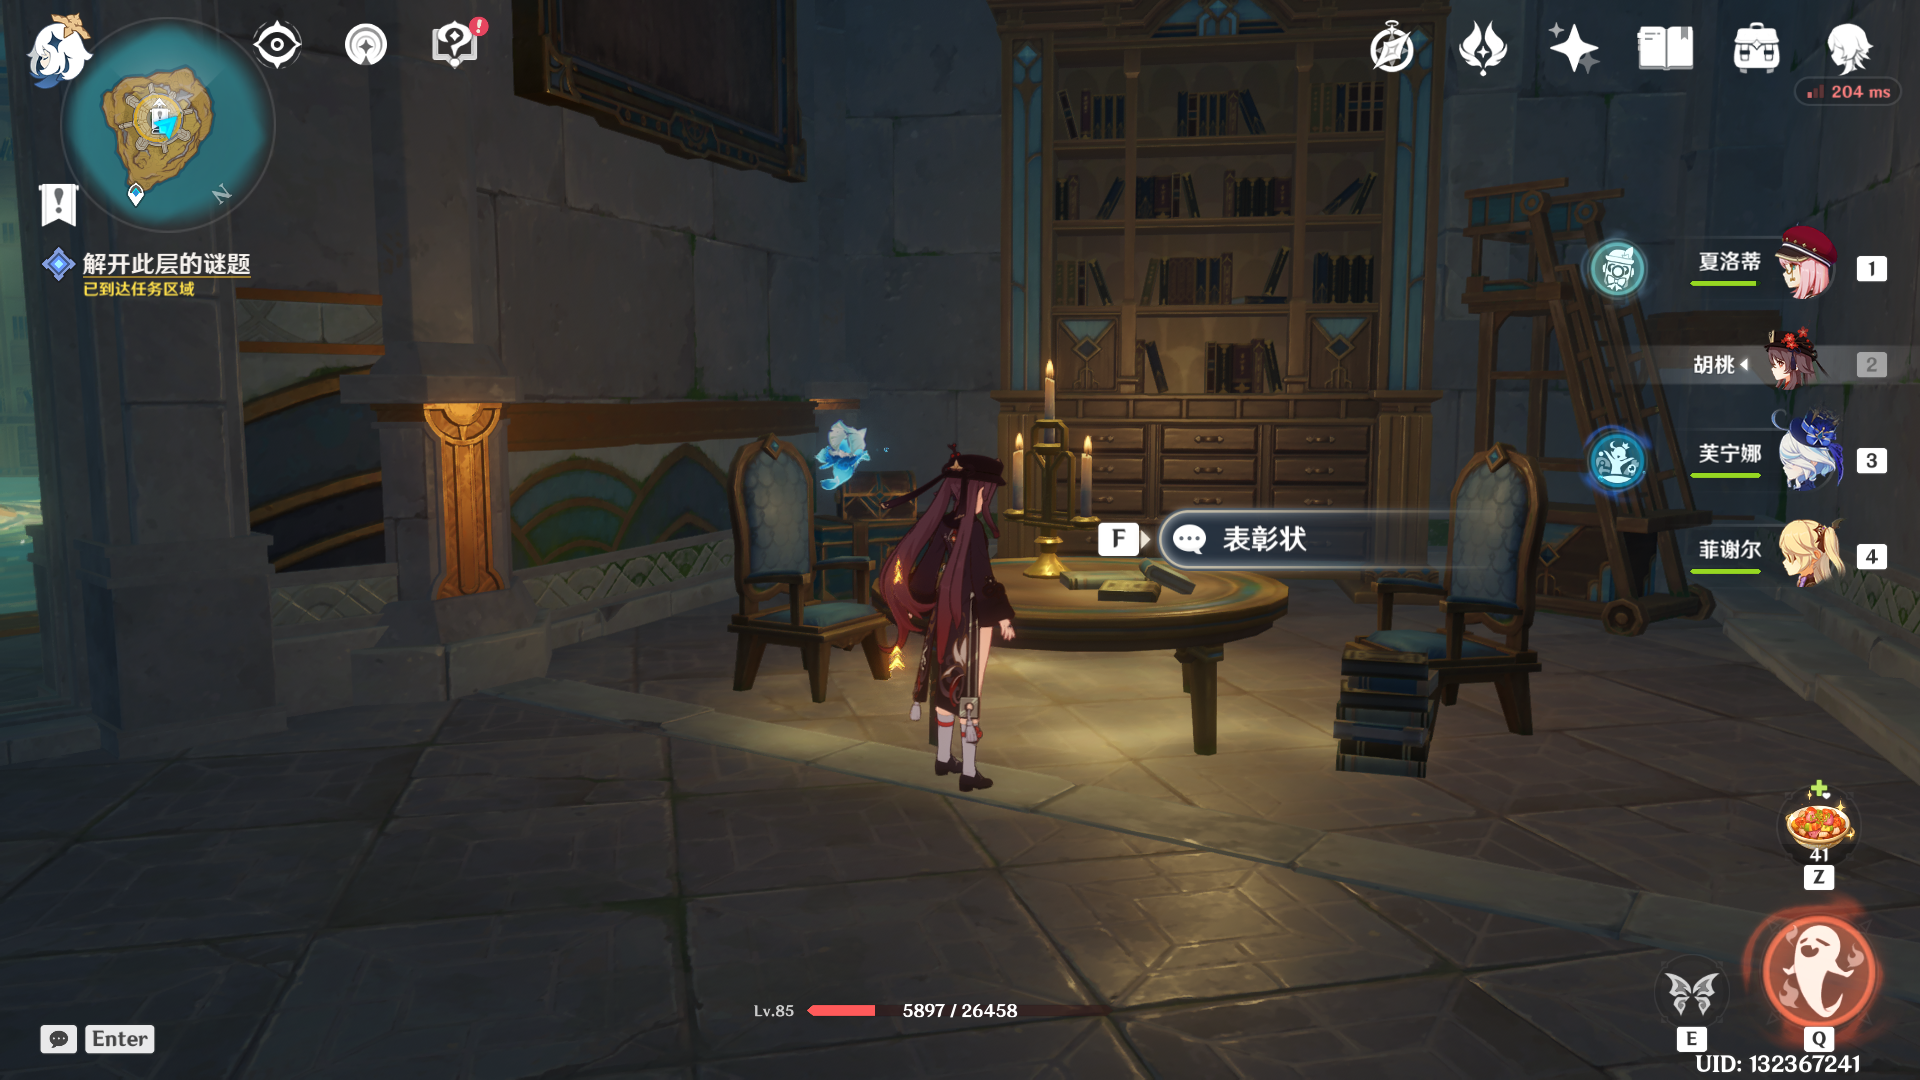 N
204 ms
解开此层的谜题
已到达任务区域
夏洛蒂
1
胡桃
2
芙宁娜
3
菲谢尔
4
F
表彰状
41
Z
Lv.85
5897 / 26458
Enter
E
Q
UID: 132367241